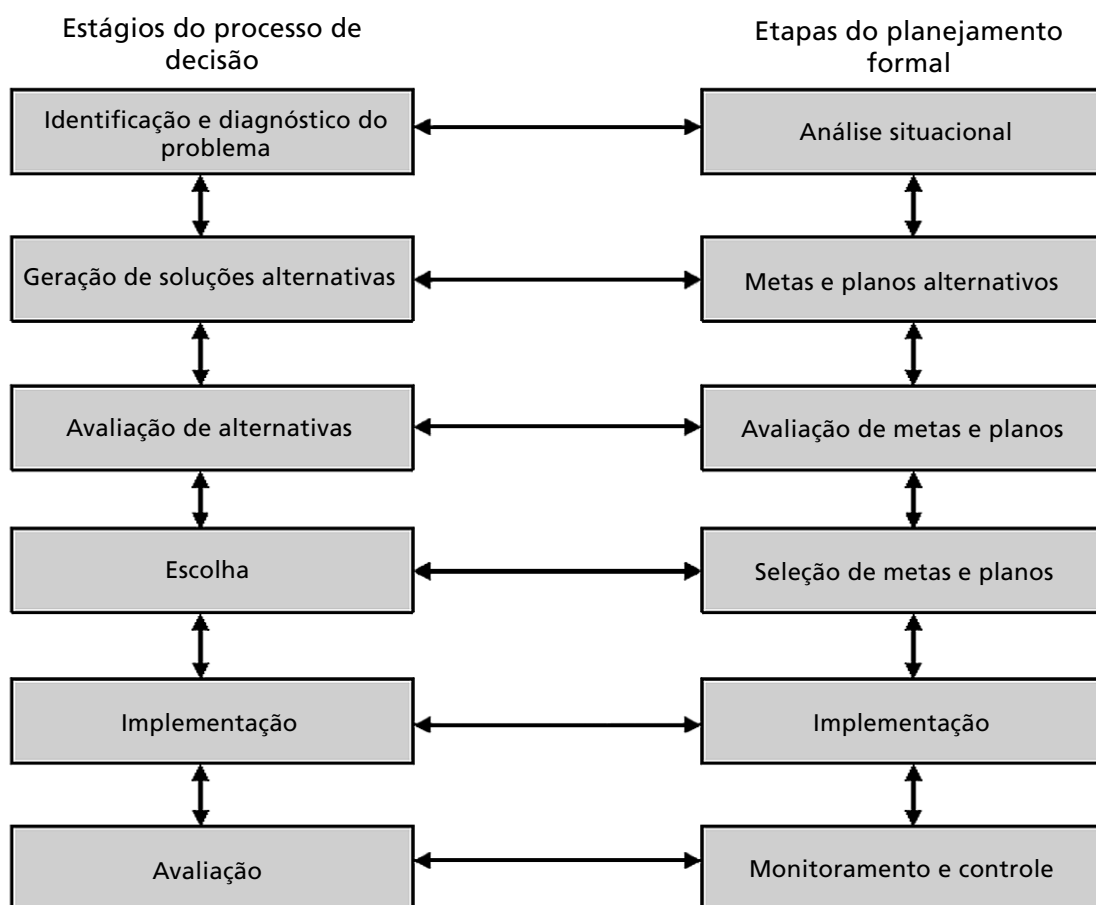 Estágios do processo de
decisão
Etapas do planejamento
formal
Identificação e diagnóstico do
problema
Análise situacional
Geração de soluções alternativas
Metas e planos alternativos
Avaliação de alternativas
Avaliação de metas e planos
Escolha
Seleção de metas e planos
Implementação
Implementação
Avaliação
Monitoramento e controle